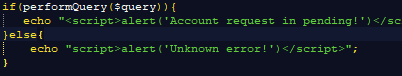 if(performQuery($query)){
echo "<script>alert('Account request in pending!')</sc
}else{
echo "script>alert('Unknown error!')</script>";
}